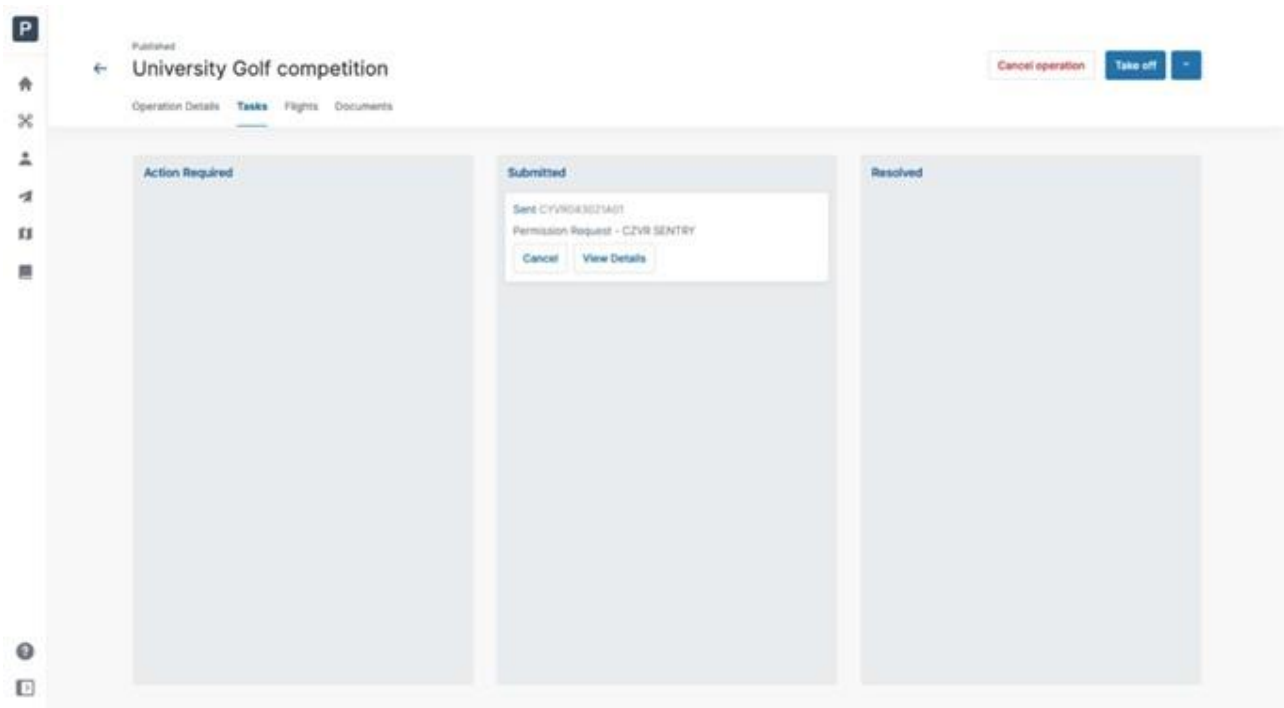 P
Published
University Golf competition
Cancel operation
Take off
Operation Details Tasks Flights Documents
Action Required
Submitted
Sent
Permission Request - CZVR SENTRY
Cancel View Details
Resolved